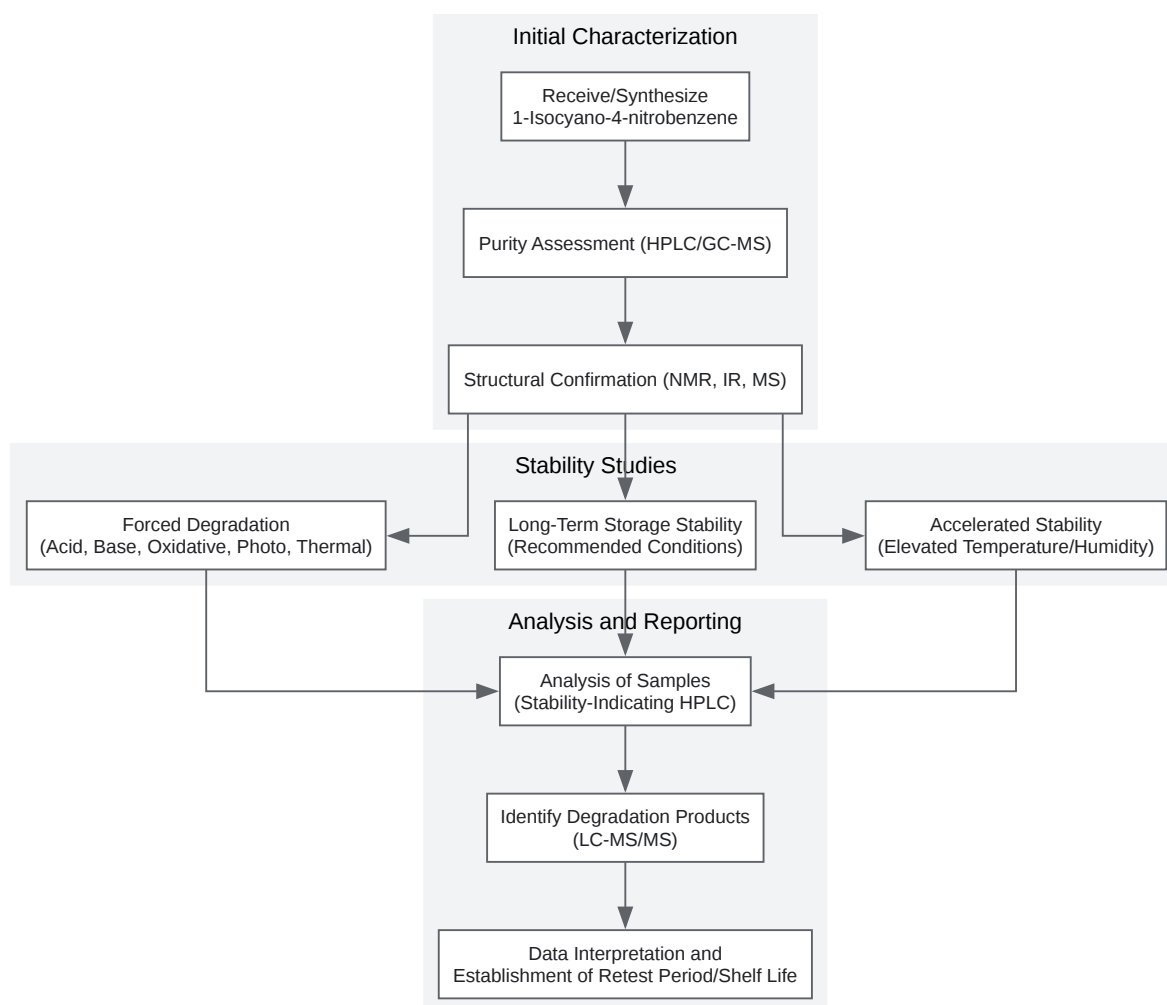 Initial Characterization
Receive/Synthesize
1-Isocyano-4-nitrobenzene
Purity Assessment (HPLC/GC-MS)
Structural Confirmation (NMR, IR, MS)
Stability Studies
Forced Degradation
(Acid, Base, Oxidative, Photo, Thermal)
Long-Term Storage Stability
(Recommended Conditions)
Accelerated Stability
(Elevated Temperature/Humidity)
Analysis and Reporting
Analysis of Samples
(Stability-Indicating HPLC)
Identify Degradation Products
(LC-MS/MS)
Data Interpretation and
Establishment of Retest Period/Shelf Life